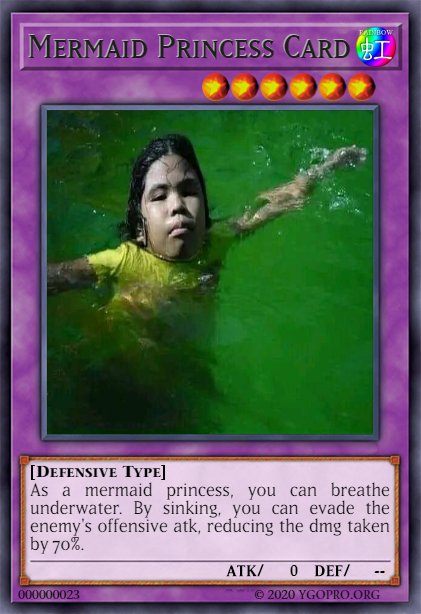 MERMAID PRINCESS CARD
RAINBOW
虹
[DEFENSIVE TYPE]
As a mermaid princess, you can breathe
underwater. By sinking, you can evade the
enemy's offensive atk, reducing the dmg taken
by 70%.
ATK/ 0 DEF/ --
000000023 © 2020 YGOPRO.ORG